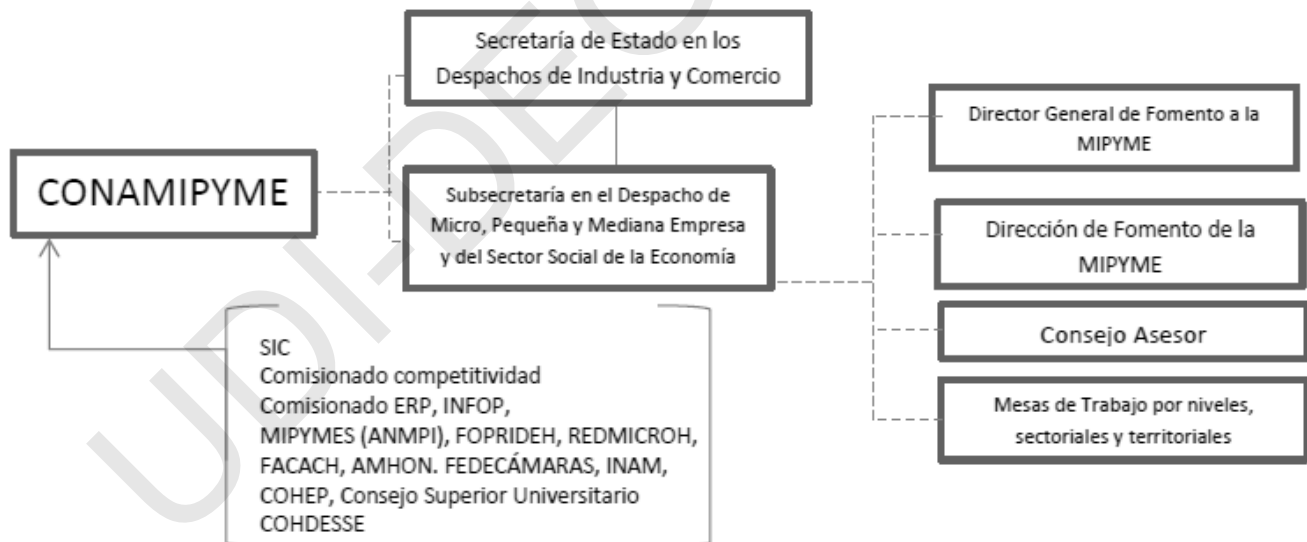 Secretaría de Estado en los
Despachos de Industria y Comercio
CONAMIPYME
Subsecretaría en el Despacho de
Micro, Pequeña y Mediana Empresa
y del Sector Social de la Economía
Director General de Fomento a la
MIPYME
Dirección de Fomento de la
MIPYME
Consejo Asesor
Mesas de Trabajo por niveles,
sectoriales y territoriales
SIC
Comisionado competitividad
Comisionado ERP, INFOP,
MIPYMES (ANMPI), FOPRIDEH, REDMICROH,
FACACH, AMHON. FEDECÁMARAS, INAM,
COHEP, Consejo Superior Universitario
COHDESSE